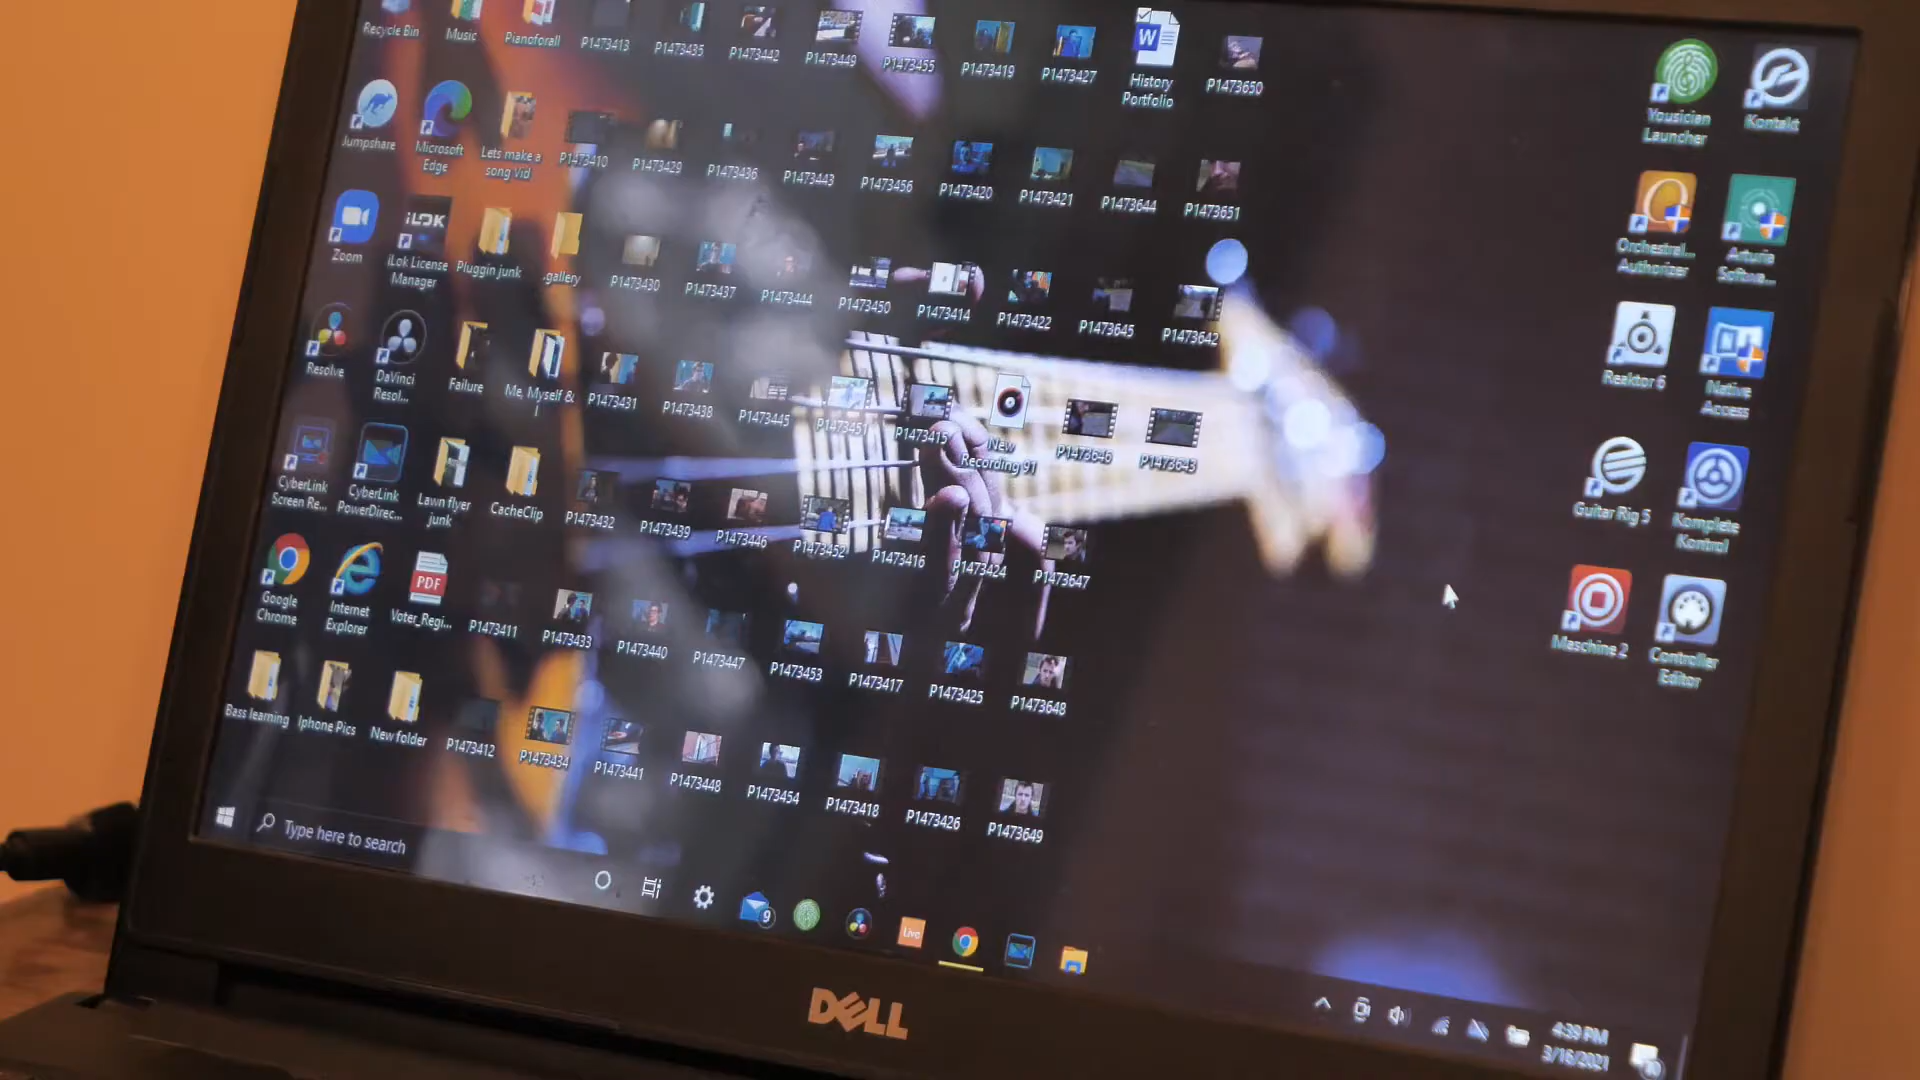 Recycle Bin
Music
Pianoforall
P1473413
P1473435
P1473442
P1473449
P1473455
P1473419
P1473427
History
Portfolio
P1473650
Yousician
Launcher
Kontakt
Jumpshare
Microsoft
Edge
Lets make a
song Vid
P1473410
P1473429
P1473436
P1473443
P1473456
P1473420
P1473421
P1473644
P1473651
Orchestral...
Authorizer
Arturia
Softwa...
Zoom
iLOK
iLok License
Manager
Pluggin junk
.gallery
P1473430
P1473437
P1473444
P1473450
P1473414
P1473422
P1473645
P1473642
Reaktor 6
Native
Access
Resolve
DaVinci
Resol...
Failure
Me, Myself &
I
P1473431
P1473438
P1473445
P1473451
P1473415
New
Recording 91
P1473646
P1473643
Guitar Rig 5
Komplete
Kontrol
CyberLink
Screen Re...
CyberLink
PowerDirec...
Lawn flyer
junk
CacheClip
P1473432
P1473439
P1473446
P1473452
P1473416
P1473424
P1473647
Maschine 2
Controller
Editor
Google
Chrome
Internet
Explorer
PDF
Voter_Regi...
P1473411
P1473433
P1473440
P1473447
P1473453
P1473417
P1473425
P1473648
Bass learning
Iphone Pics
New folder
P1473412
P1473434
P1473441
P1473448
P1473454
P1473418
P1473426
P1473649
Type here to search
9
Live
4:39 PM
3/16/2021
DELL